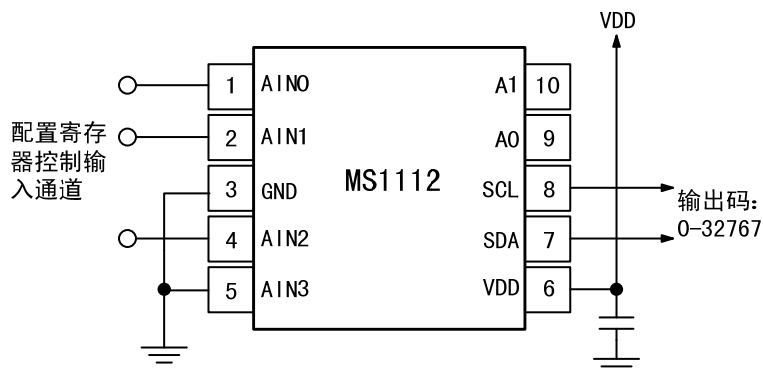 VDD
1 AIN0 A1 10
2 AIN1 A0 9
配置寄存
器控制输
入通道
MS1112
3 GND SCL 8
输出码：
0-32767
4 AIN2 SDA 7
5 AIN3 VDD 6